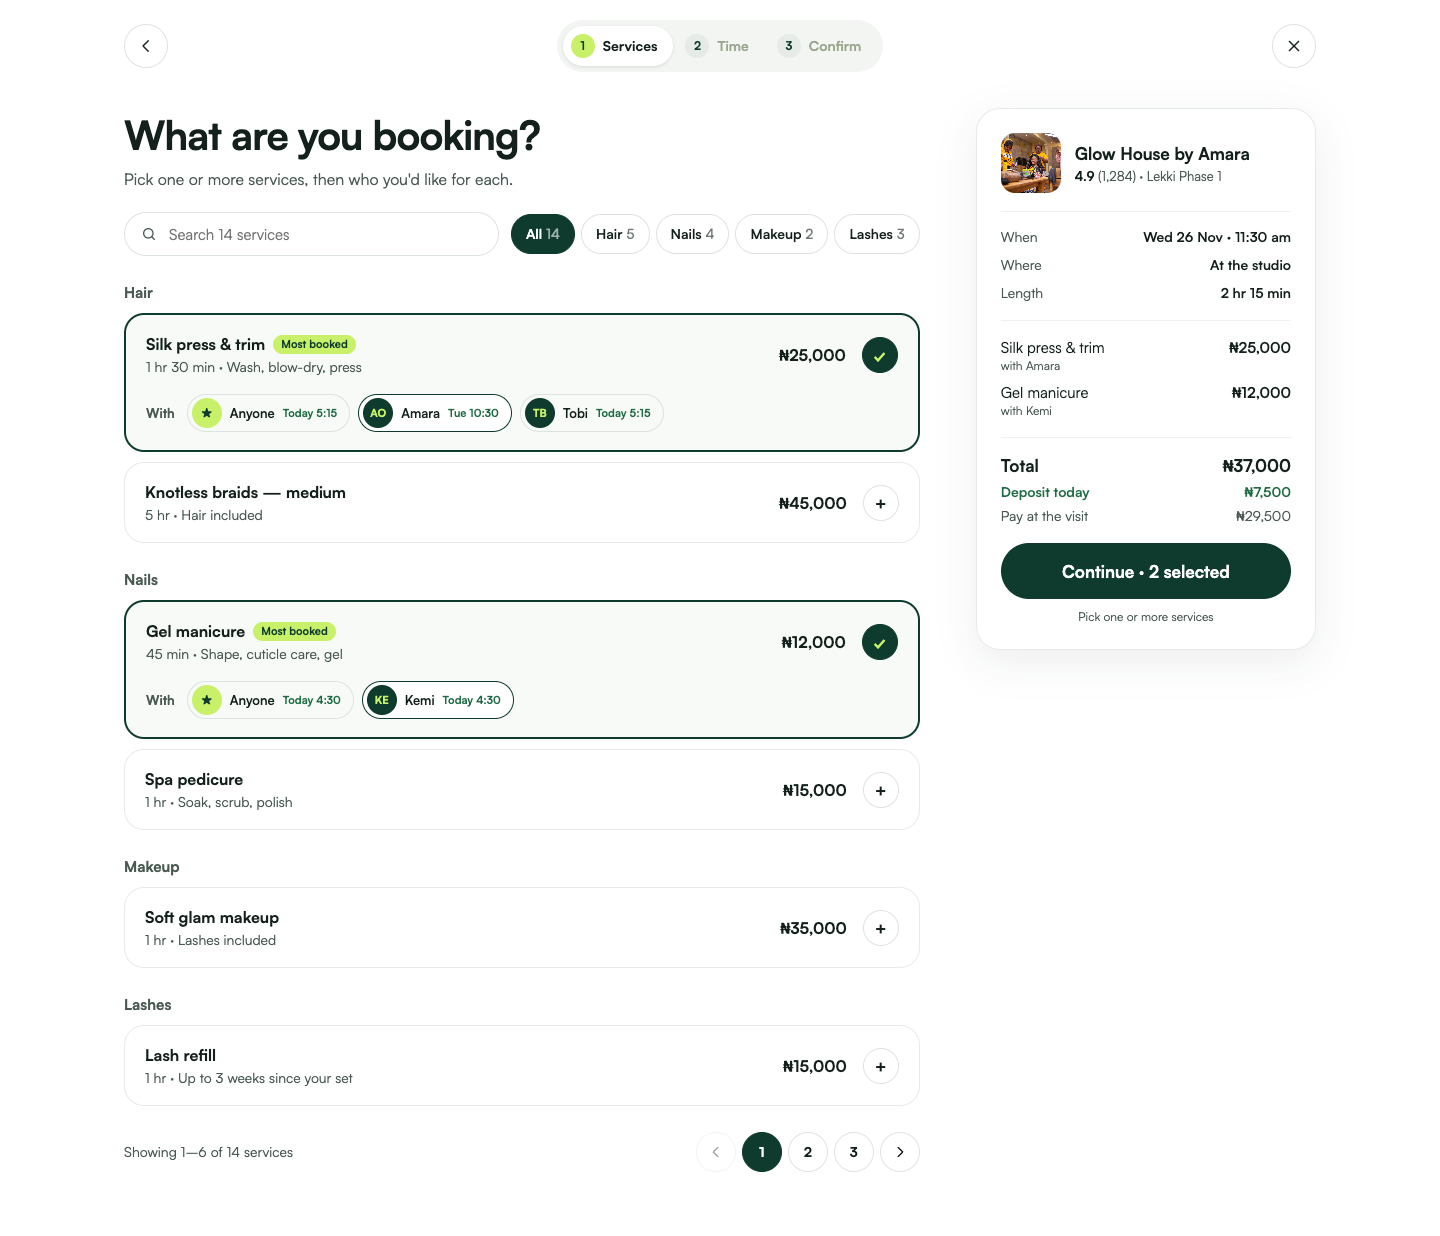 1 Services 2 Time 3 Confirm
What are you booking?
Pick one or more services, then who you'd like for each.
Search 14 services
All 14 Hair 5 Nails 4 Makeup 2 Lashes 3
Hair
Silk press & trim Most booked
1 hr 30 min · Wash, blow-dry, press
₦25,000
With Anyone Today 5:15 AO Amara Tue 10:30 TB Tobi Today 5:15
Knotless braids — medium
5 hr · Hair included
₦45,000
Nails
Gel manicure Most booked
45 min · Shape, cuticle care, gel
₦12,000
With Anyone Today 4:30 KE Kemi Today 4:30
Spa pedicure
1 hr · Soak, scrub, polish
₦15,000
Makeup
Soft glam makeup
1 hr · Lashes included
₦35,000
Lashes
Lash refill
1 hr · Up to 3 weeks since your set
₦15,000
Showing 1–6 of 14 services
1 2 3
Glow House by Amara
4.9 (1,284) · Lekki Phase 1
When Wed 26 Nov · 11:30 am
Where At the studio
Length 2 hr 15 min
Silk press & trim ₦25,000
with Amara
Gel manicure ₦12,000
with Kemi
Total ₦37,000
Deposit today ₦7,500
Pay at the visit ₦29,500
Continue · 2 selected
Pick one or more services